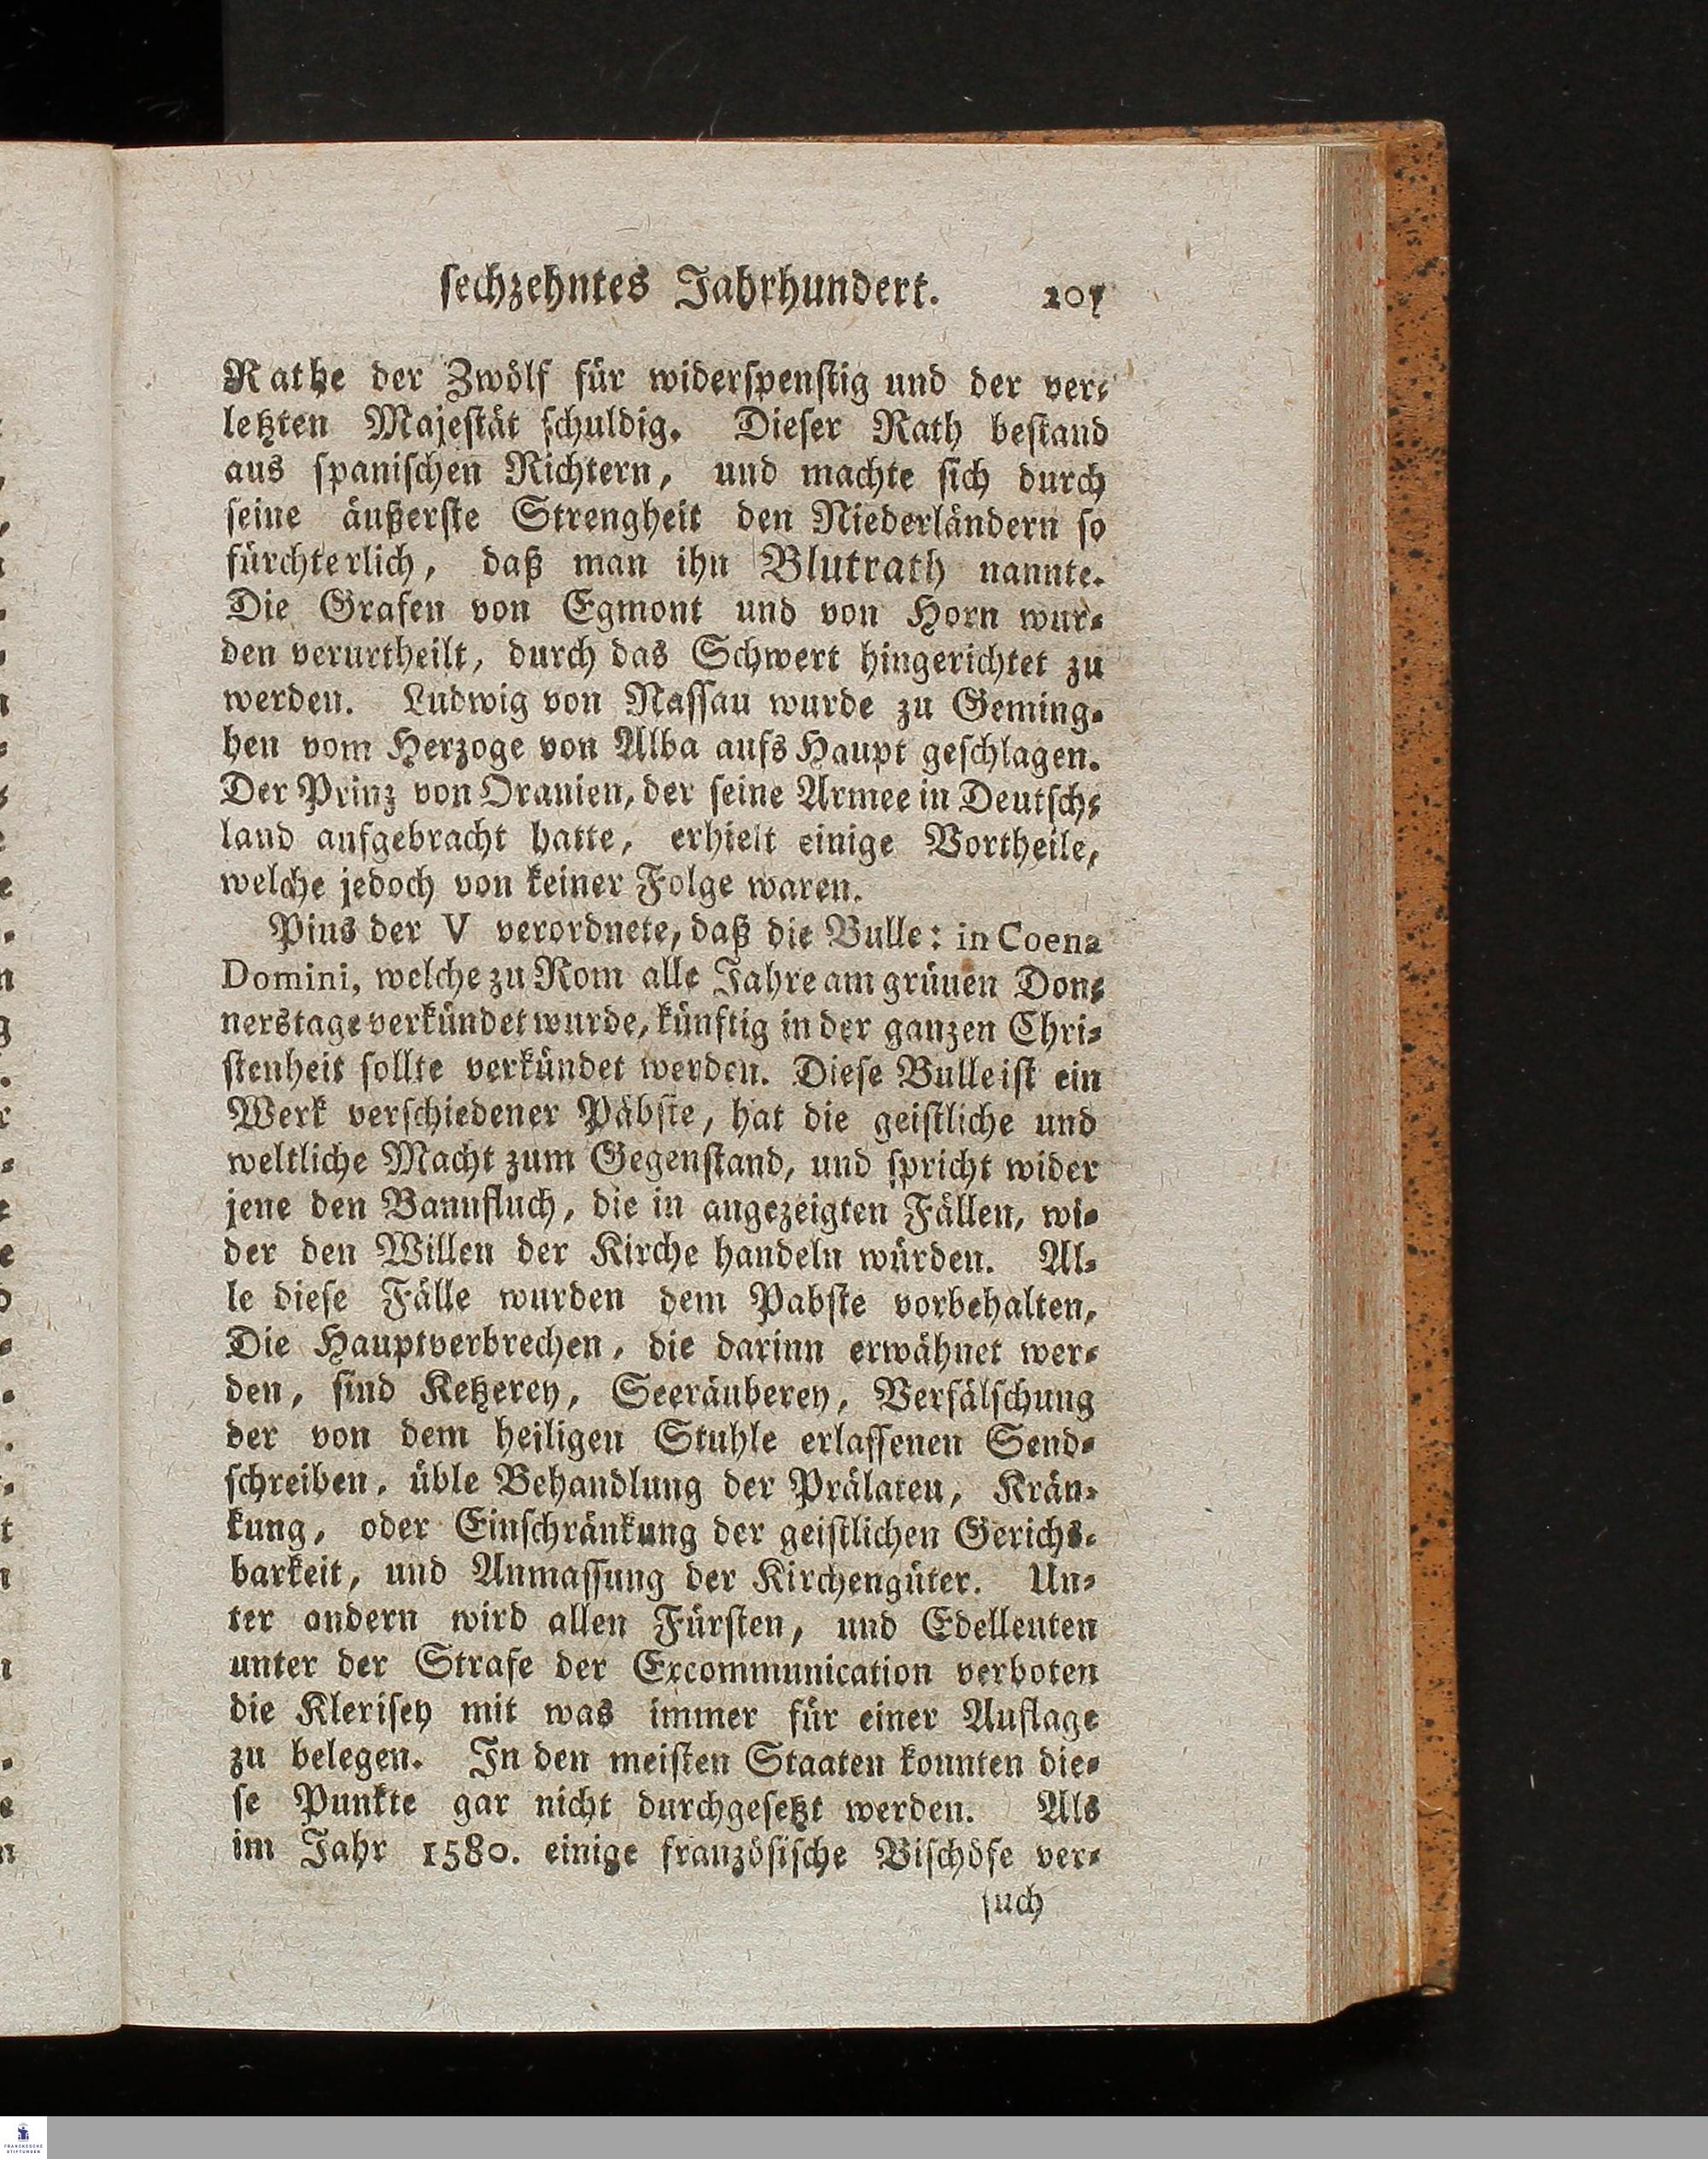 sechzehntes Jahrhundert. 207
Rathe der Zwölf für widerspenstig und der ver-
letzten Majestät schuldig. Dieser Rath bestand
aus spanischen Richtern, und machte sich durch
seine äußerste Strengheit den Niederländern so
fürchterlich, daß man ihn Blutrath nannte.
Die Grafen von Egmont und von Horn wur-
den verurtheilt, durch das Schwert hingerichtet zu
werden. Ludwig von Nassau wurde zu Geming-
hen vom Herzoge von Alba aufs Haupt geschlagen.
Der Prinz von Oranien, der seine Armee in Deutsch-
land aufgebracht hatte, erhielt einige Vortheile,
welche jedoch von keiner Folge waren.
Pius der V verordnete, daß die Bulle: in Coena
Domini, welche zu Rom alle Jahre am grünen Don-
nerstage verkündet wurde, künftig in der ganzen Chri-
stenheit sollte verkündet werden. Diese Bulle ist ein
Werk verschiedener Päbste, hat die geistliche und
weltliche Macht zum Gegenstand, und spricht wider
jene den Bannfluch, die in angezeigten Fällen, wi-
der den Willen der Kirche handeln würden. Al-
le diese Fälle wurden dem Pabste vorbehalten,
Die Hauptverbrechen, die darinn erwähnet wer-
den, sind Ketzerey, Seeräuberey, Verfälschung
der von dem heiligen Stuhle erlassenen Send-
schreiben, üble Behandlung der Prälaten, Krän-
kung, oder Einschränkung der geistlichen Gerichs-
barkeit, und Anmassung der Kirchengüter. Un-
ter andern wird allen Fürsten, und Edelleuten
unter der Strafe der Excommunication verboten
die Klerisey mit was immer für einer Auflage
zu belegen. In den meisten Staaten konnten die-
se Punkte gar nicht durchgesetzt werden. Als
im Jahr 1580. einige französische Bischöfe ver-
such
FRANCKESCHE
STIFTUNGEN